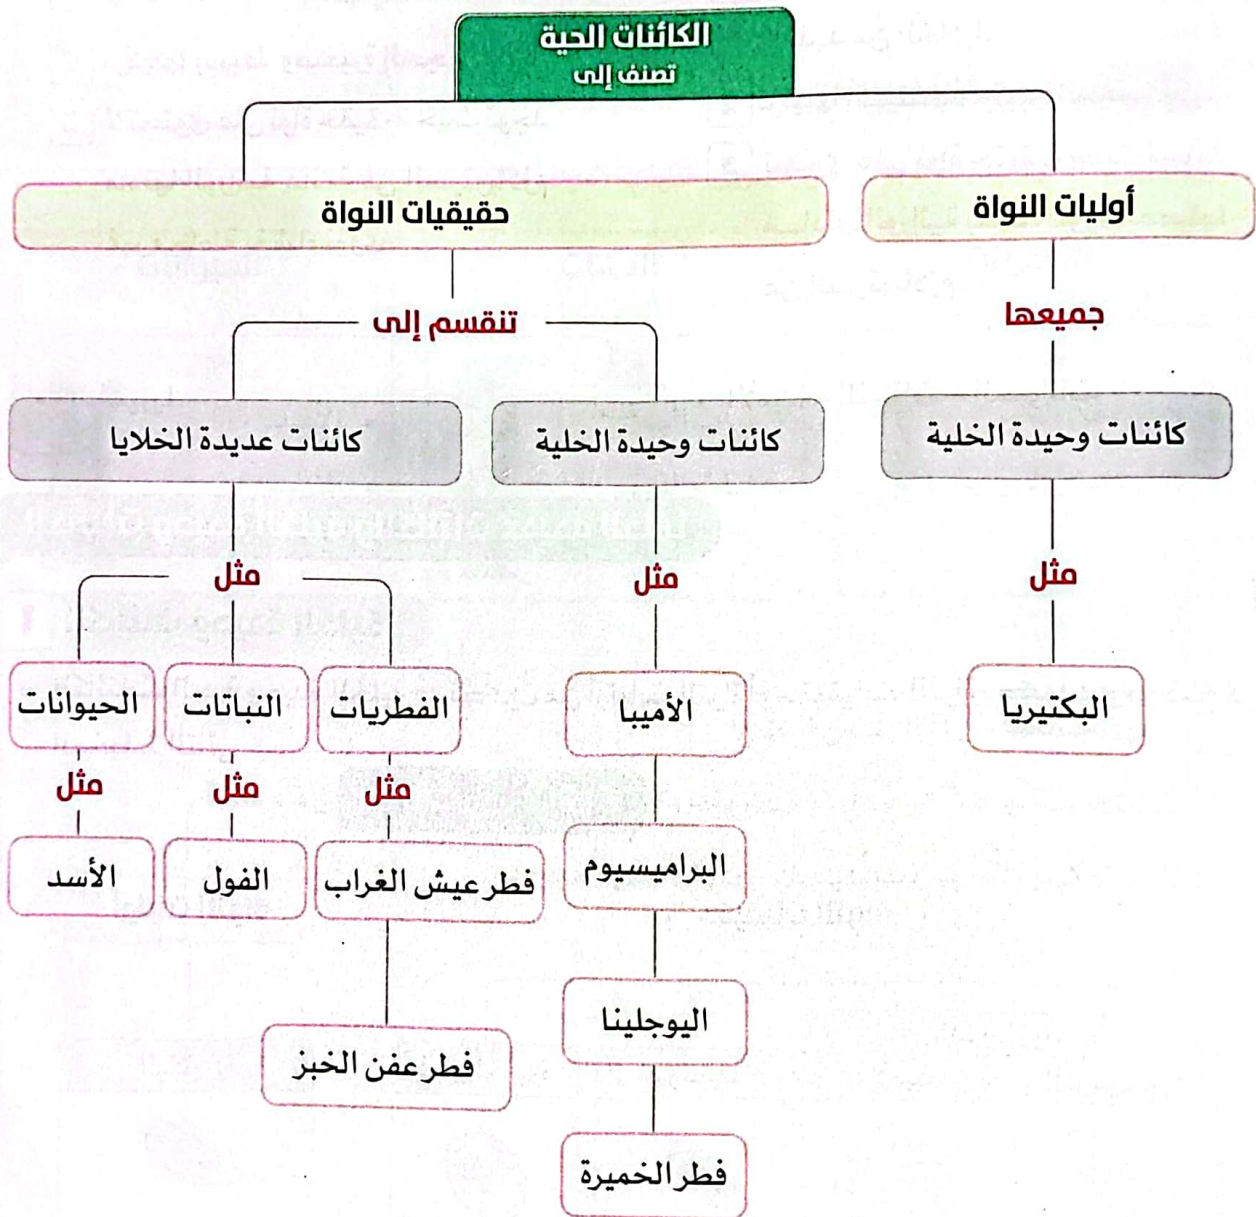 الكائنات الحية
تصنف إلى
أوليات النواة
حقيقيات النواة
جميعها
تنقسم إلى
كائنات وحيدة الخلية
كائنات وحيدة الخلية
كائنات عديدة الخلايا
مثل
مثل
مثل
البكتيريا
الأميبا
الفطريات
النباتات
الحيوانات
مثل
مثل
مثل
البراميسيوم
فطر عيش الغراب
الفول
الأسد
اليوجلينا
فطر عفن الخبز
فطر الخميرة